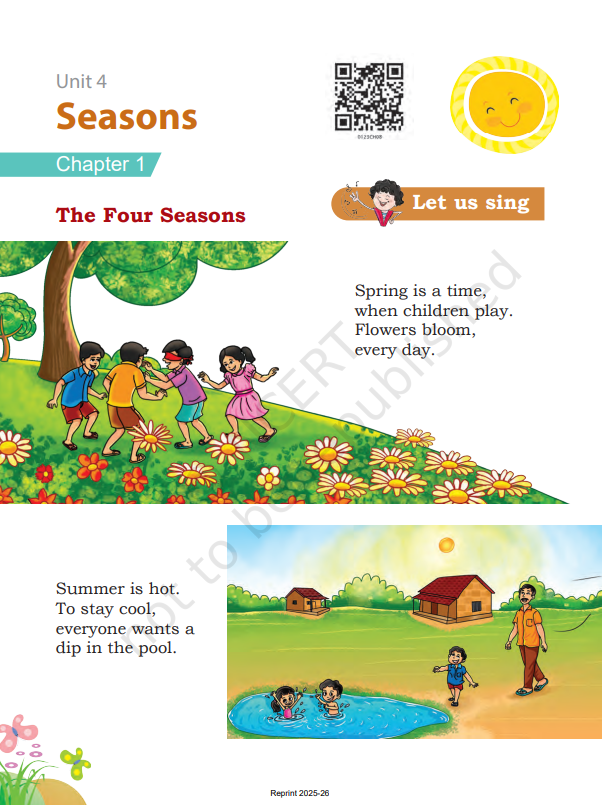 Unit 4
Seasons
0123CH08
Chapter 1
The Four Seasons
Let us sing
Spring is a time,
when children play.
Flowers bloom,
every day.
Summer is hot.
To stay cool,
everyone wants a
dip in the pool.
© NCERT
not to be republished
Reprint 2025-26